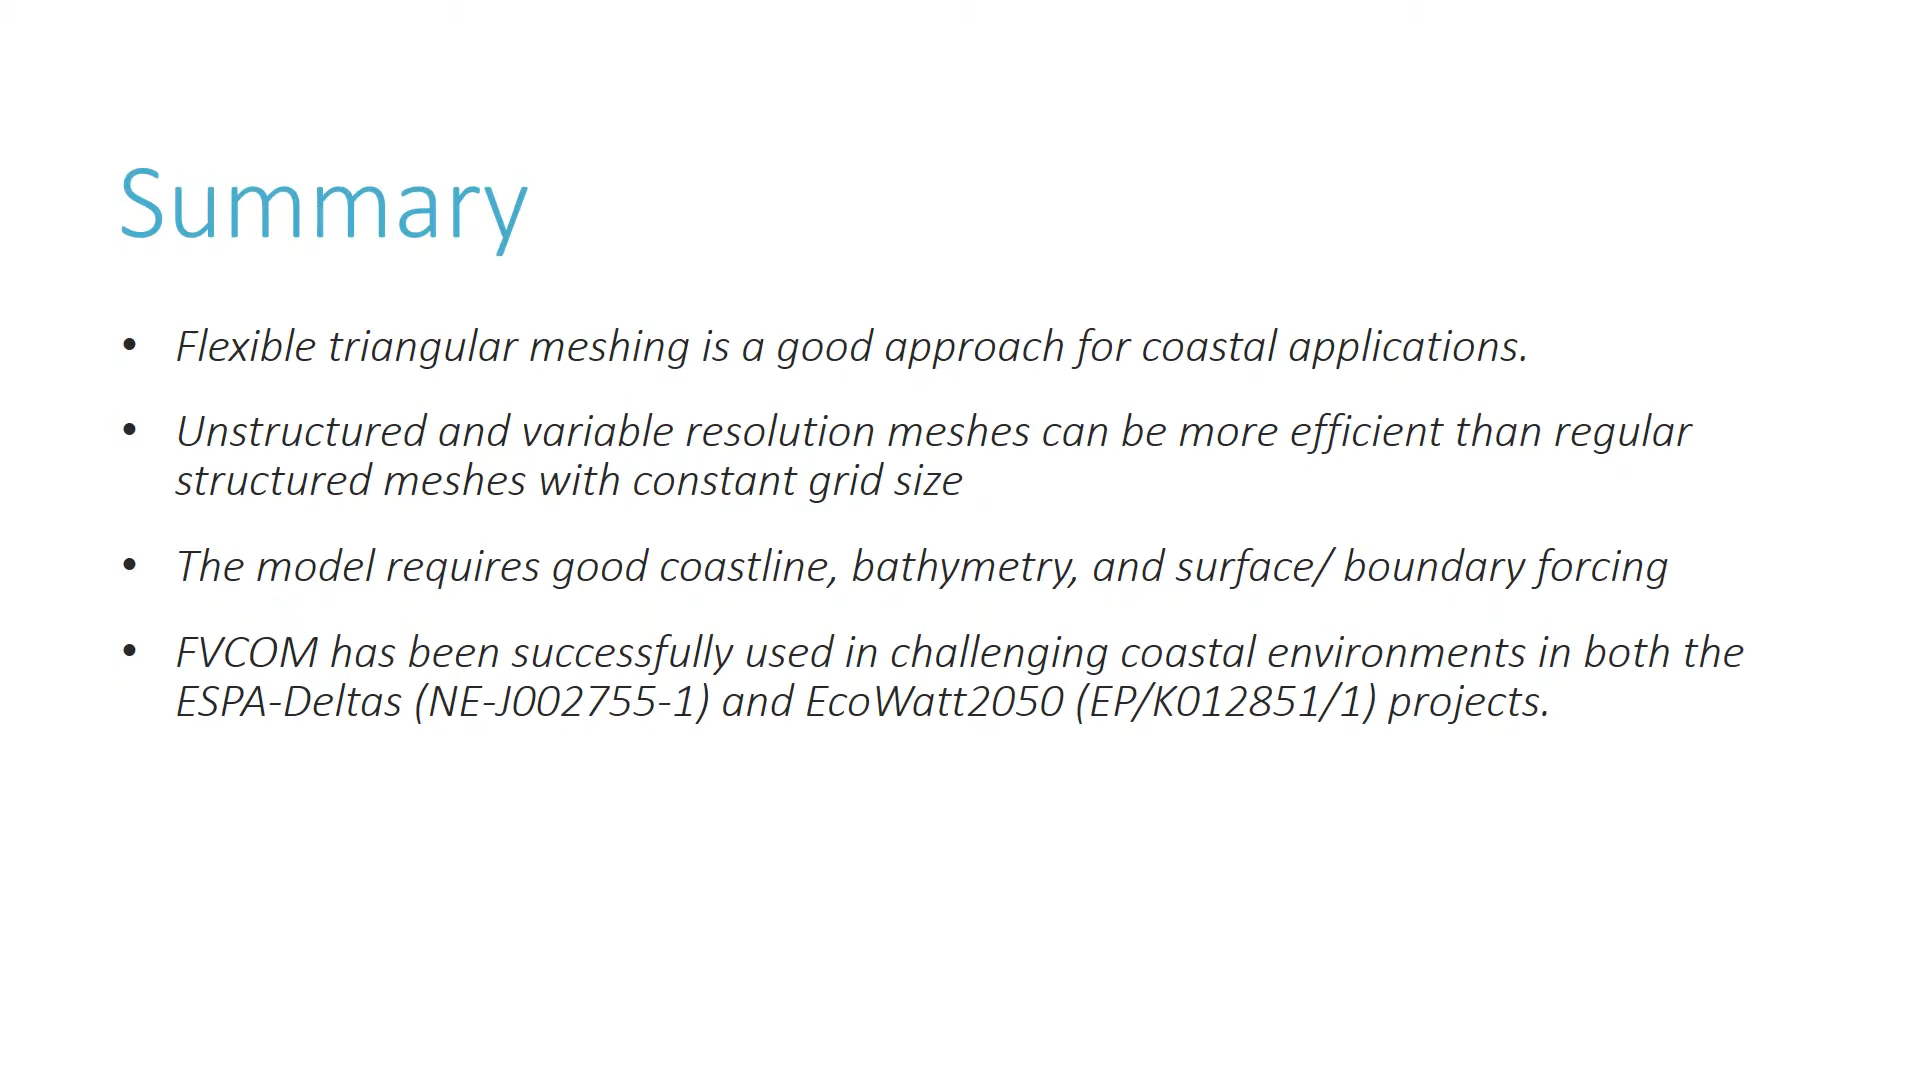 Summary
• Flexible triangular meshing is a good approach for coastal applications.
• Unstructured and variable resolution meshes can be more efficient than regular
structured meshes with constant grid size
• The model requires good coastline, bathymetry, and surface/ boundary forcing
• FVCOM has been successfully used in challenging coastal environments in both the
ESPA-Deltas (NE-J002755-1) and EcoWatt2050 (EP/K012851/1) projects.